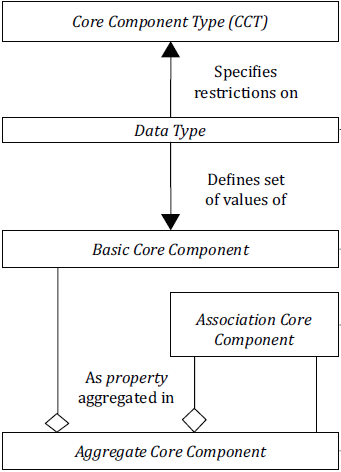 Core Component Type (CCT)
Specifies
restrictions on
Data Type
Defines set
of values of
Basic Core Component
Association Core
Component
As property
aggregated in
Aggregate Core Component